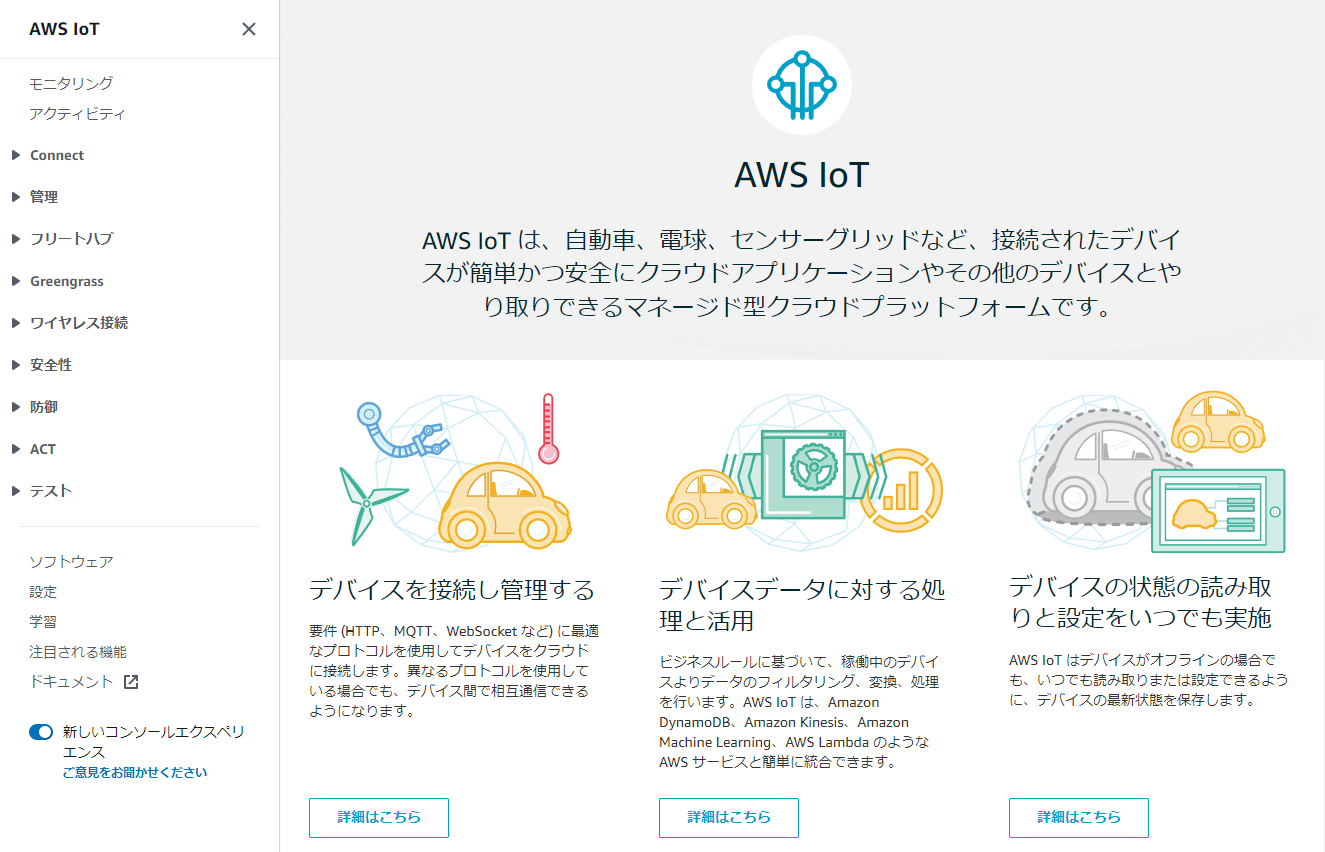 AWS IoT
モニタリング
アクティビティ
Connect
管理
フリートハブ
Greengrass
ワイヤレス接続
安全性
防御
ACT
テスト
ソフトウェア
設定
学習
注目される機能
ドキュメント
新しいコンソールエクスペリ
エンス
ご意見をお聞かせください
AWS IoT
AWS IoT は、自動車、電球、センサーグリッドなど、接続されたデバイ
スが簡単かつ安全にクラウドアプリケーションやその他のデバイスとや
り取りできるマネージド型クラウドプラットフォームです。
デバイスを接続し管理する
要件 (HTTP、MQTT、WebSocket など) に最適
なプロトコルを使用してデバイスをクラウド
に接続します。異なるプロトコルを使用して
いる場合でも、デバイス間で相互通信できる
ようになります。
詳細はこちら
デバイスデータに対する処
理と活用
ビジネスルールに基づいて、稼働中のデバイ
スよりデータのフィルタリング、変換、処理
を行います。AWS IoT は、Amazon
DynamoDB、Amazon Kinesis、Amazon
Machine Learning、AWS Lambda のような
AWS サービスと簡単に統合できます。
詳細はこちら
デバイスの状態の読み取
りと設定をいつでも実施
AWS IoT はデバイスがオフラインの場合で
も、いつでも読み取りまたは設定できるよう
に、デバイスの最新状態を保存します。
詳細はこちら